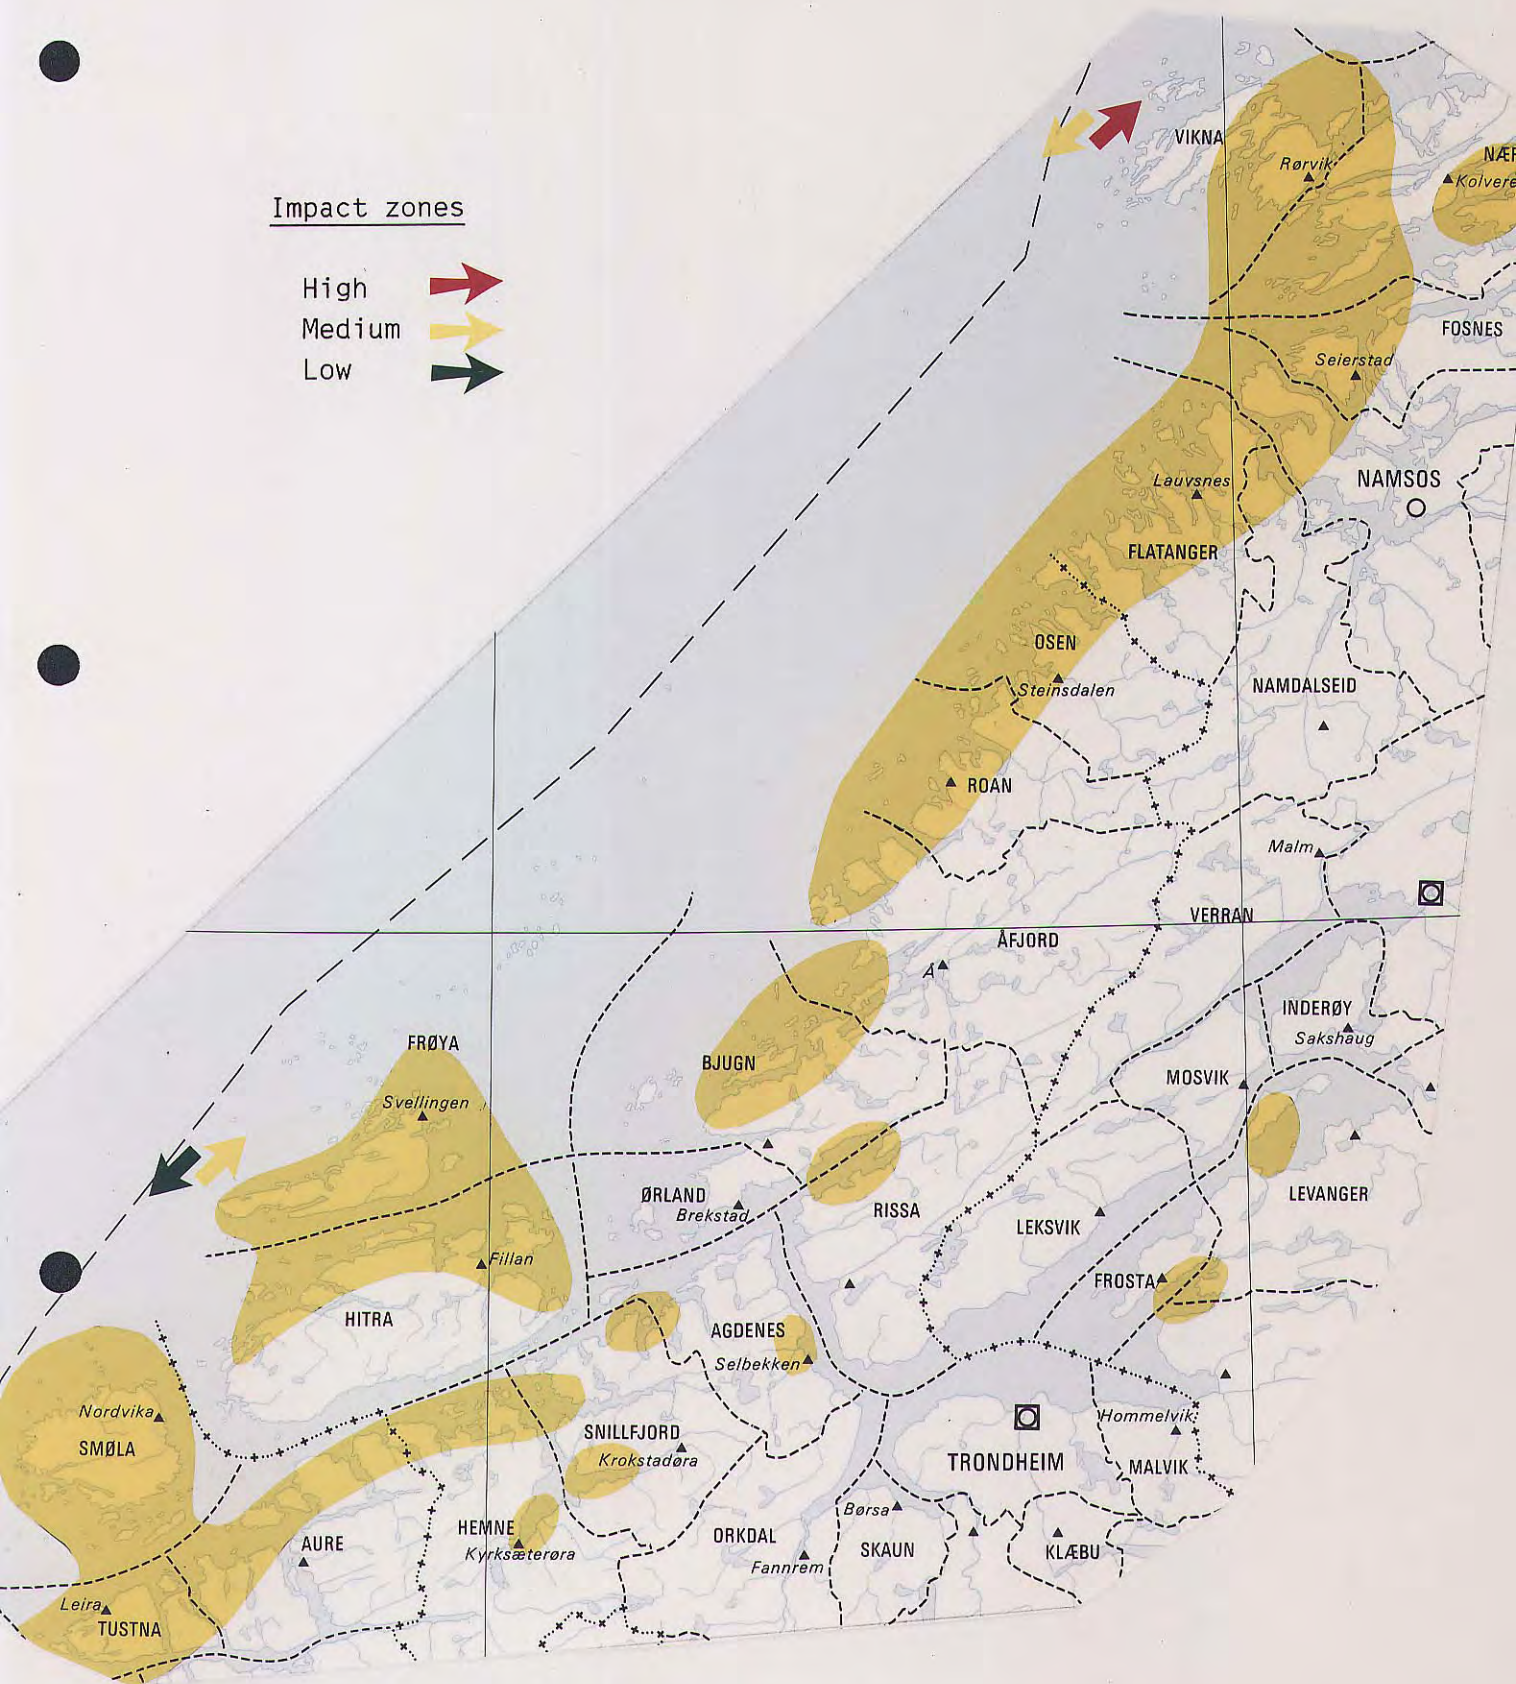 Impact zones
High
Medium
Low
VIKNA
Rørvik
Kolvere
FOSNES
Seierstad
NAMSOS
Lauvsnes
FLATANGER
OSEN
Steinsdalen
NAMDALSEID
ROAN
Malm
VERRAN
ÅFJORD
Å
INDERØY
Sakshaug
FRØYA
BJUGN
MOSVIK
Svellingen
ØRLAND
Brekstad
RISSA
LEKSVIK
LEVANGER
Fillan
FROSTA
HITRA
AGDENES
Selbekken
Nordvika
SMØLA
SNILLFJORD
Krokstadøra
Hommelvik
TRONDHEIM
MALVIK
Børsa
HEMNE
Kyrksæterøra
ORKDAL
Fannrem
SKAUN
KLÆBU
AURE
Leira
TUSTNA